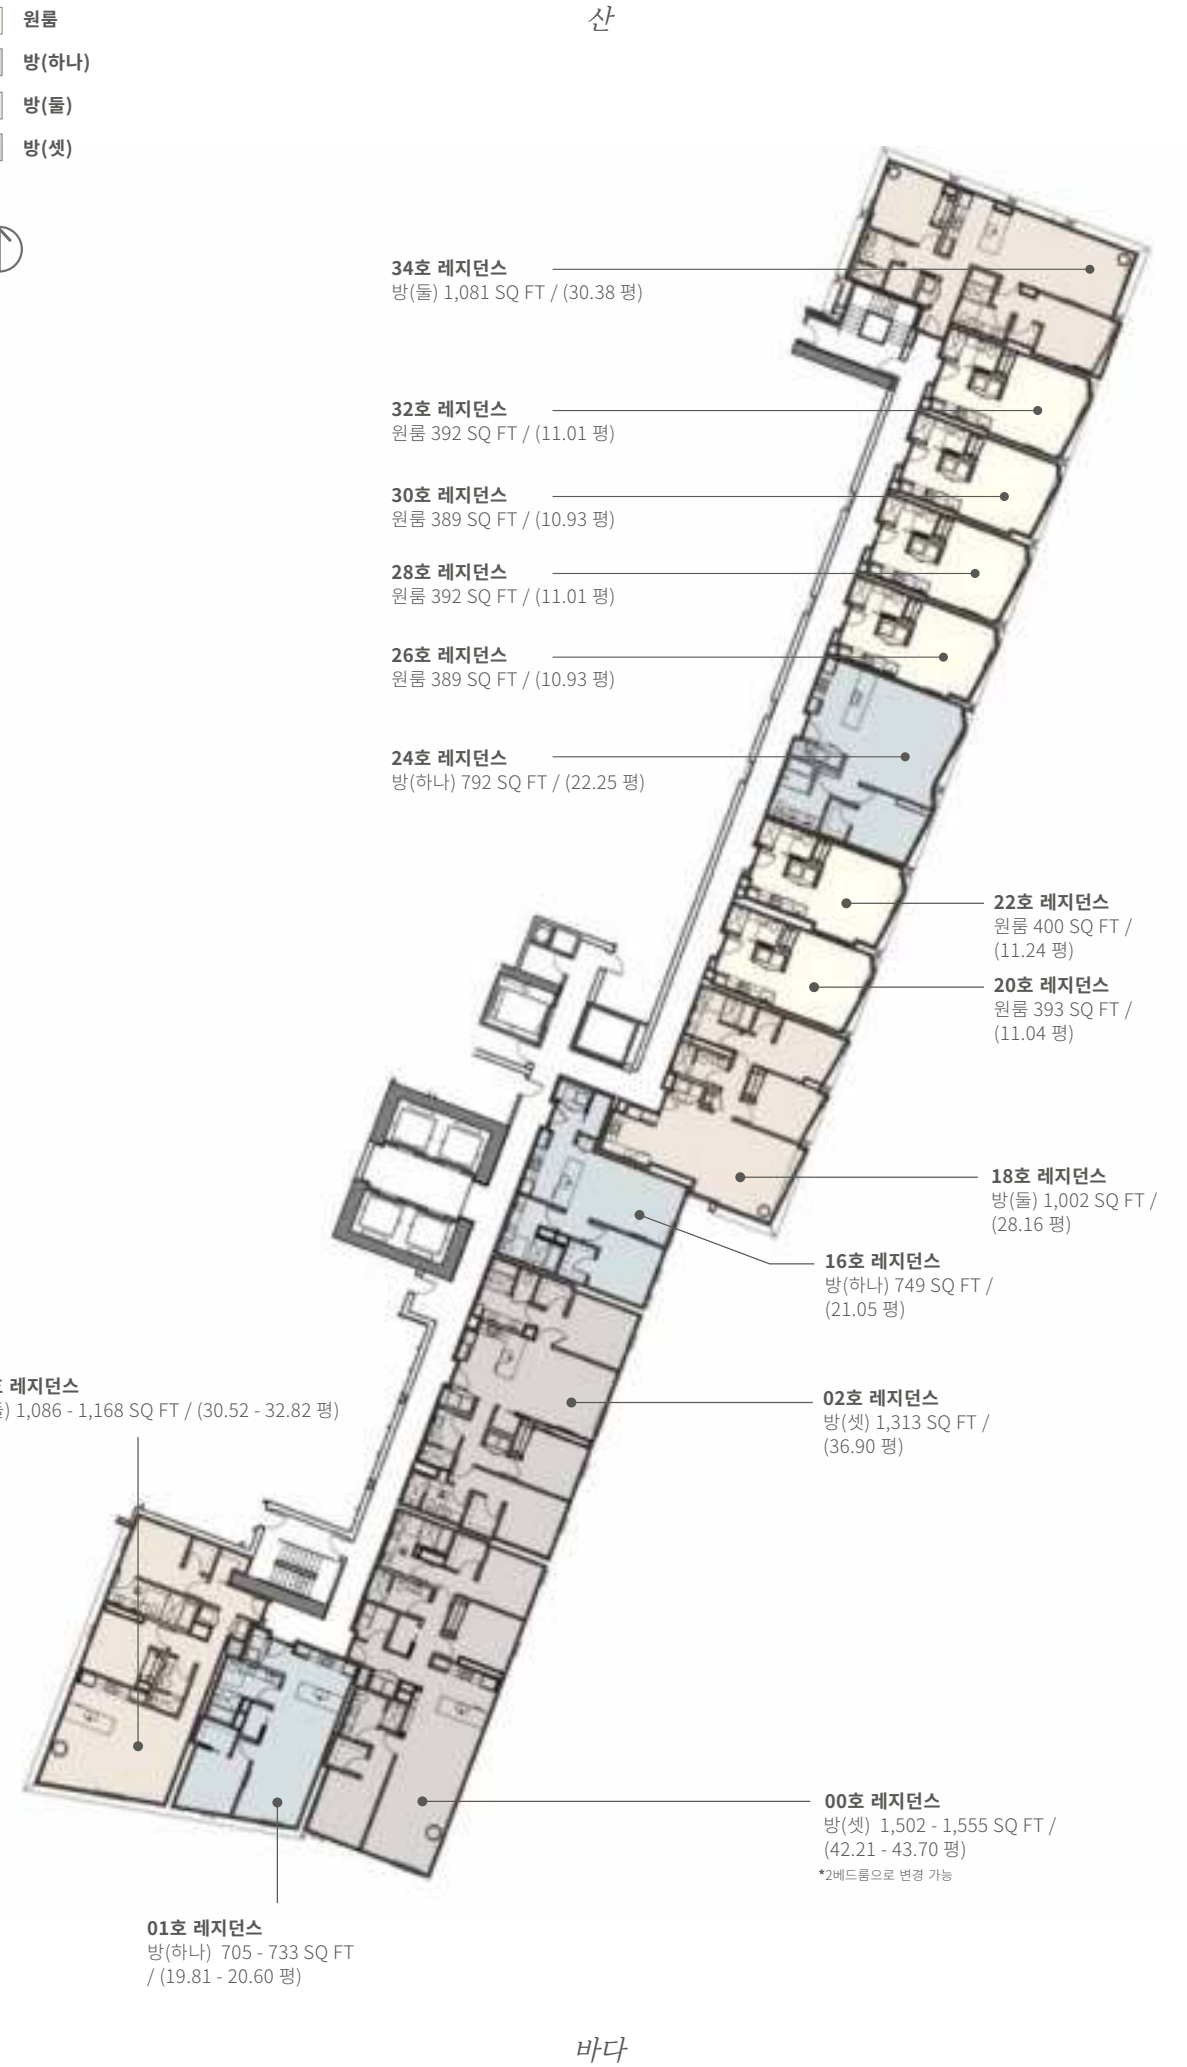 산
원룸
방(하나)
방(둘)
방(셋)
34호 레지던스
방(둘) 1,081 SQ FT / (30.38 평)
32호 레지던스
원룸 392 SQ FT / (11.01 평)
30호 레지던스
원룸 389 SQ FT / (10.93 평)
28호 레지던스
원룸 392 SQ FT / (11.01 평)
26호 레지던스
원룸 389 SQ FT / (10.93 평)
24호 레지던스
방(하나) 792 SQ FT / (22.25 평)
22호 레지던스
원룸 400 SQ FT /
(11.24 평)
20호 레지던스
원룸 393 SQ FT /
(11.04 평)
18호 레지던스
방(둘) 1,002 SQ FT /
(28.16 평)
16호 레지던스
방(하나) 749 SQ FT /
(21.05 평)
레지던스
1,086 - 1,168 SQ FT / (30.52 - 32.82 평)
02호 레지던스
방(셋) 1,313 SQ FT /
(36.90 평)
00호 레지던스
방(셋) 1,502 - 1,555 SQ FT /
(42.21 - 43.70 평)
*2베드룸으로 변경 가능
01호 레지던스
방(하나) 705 - 733 SQ FT
/ (19.81 - 20.60 평)
바다